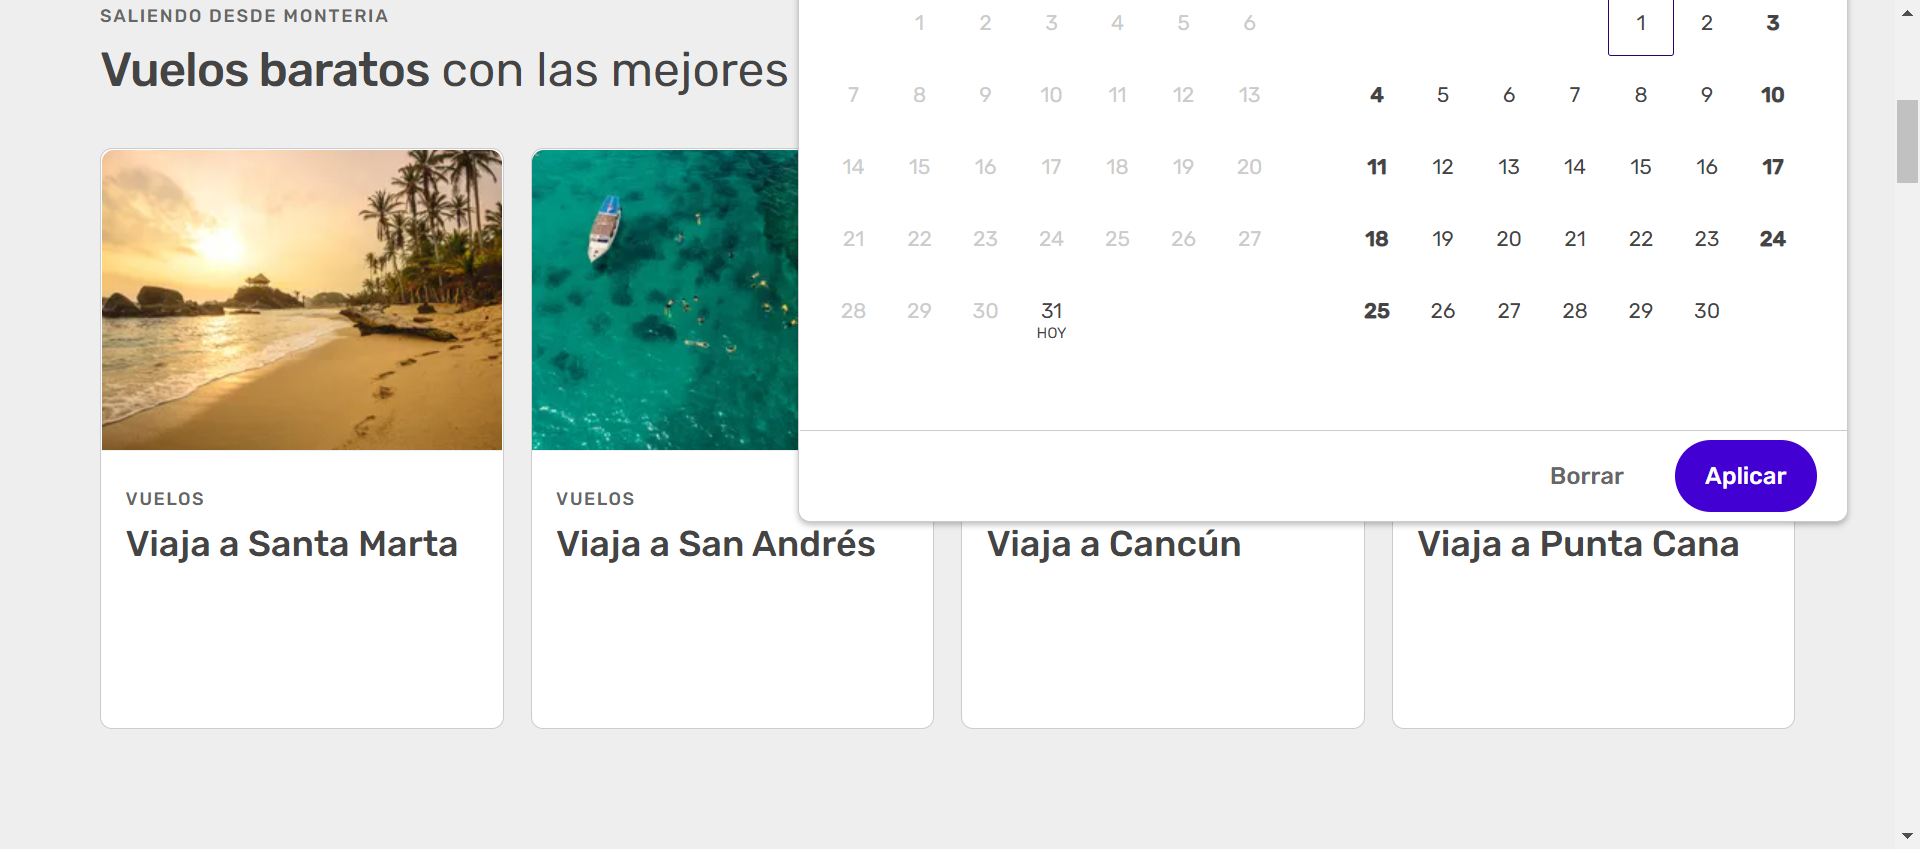 SALIENDO DESDE MONTERIA
Vuelos baratos con las mejores
1 2 3 4 5 6
7 8 9 10 11 12 13
14 15 16 17 18 19 20
21 22 23 24 25 26 27
28 29 30 31
HOY
1 2 3
4 5 6 7 8 9 10
11 12 13 14 15 16 17
18 19 20 21 22 23 24
25 26 27 28 29 30
Borrar Aplicar
VUELOS
Viaja a Santa Marta
VUELOS
Viaja a San Andrés
Viaja a Cancún
Viaja a Punta Cana